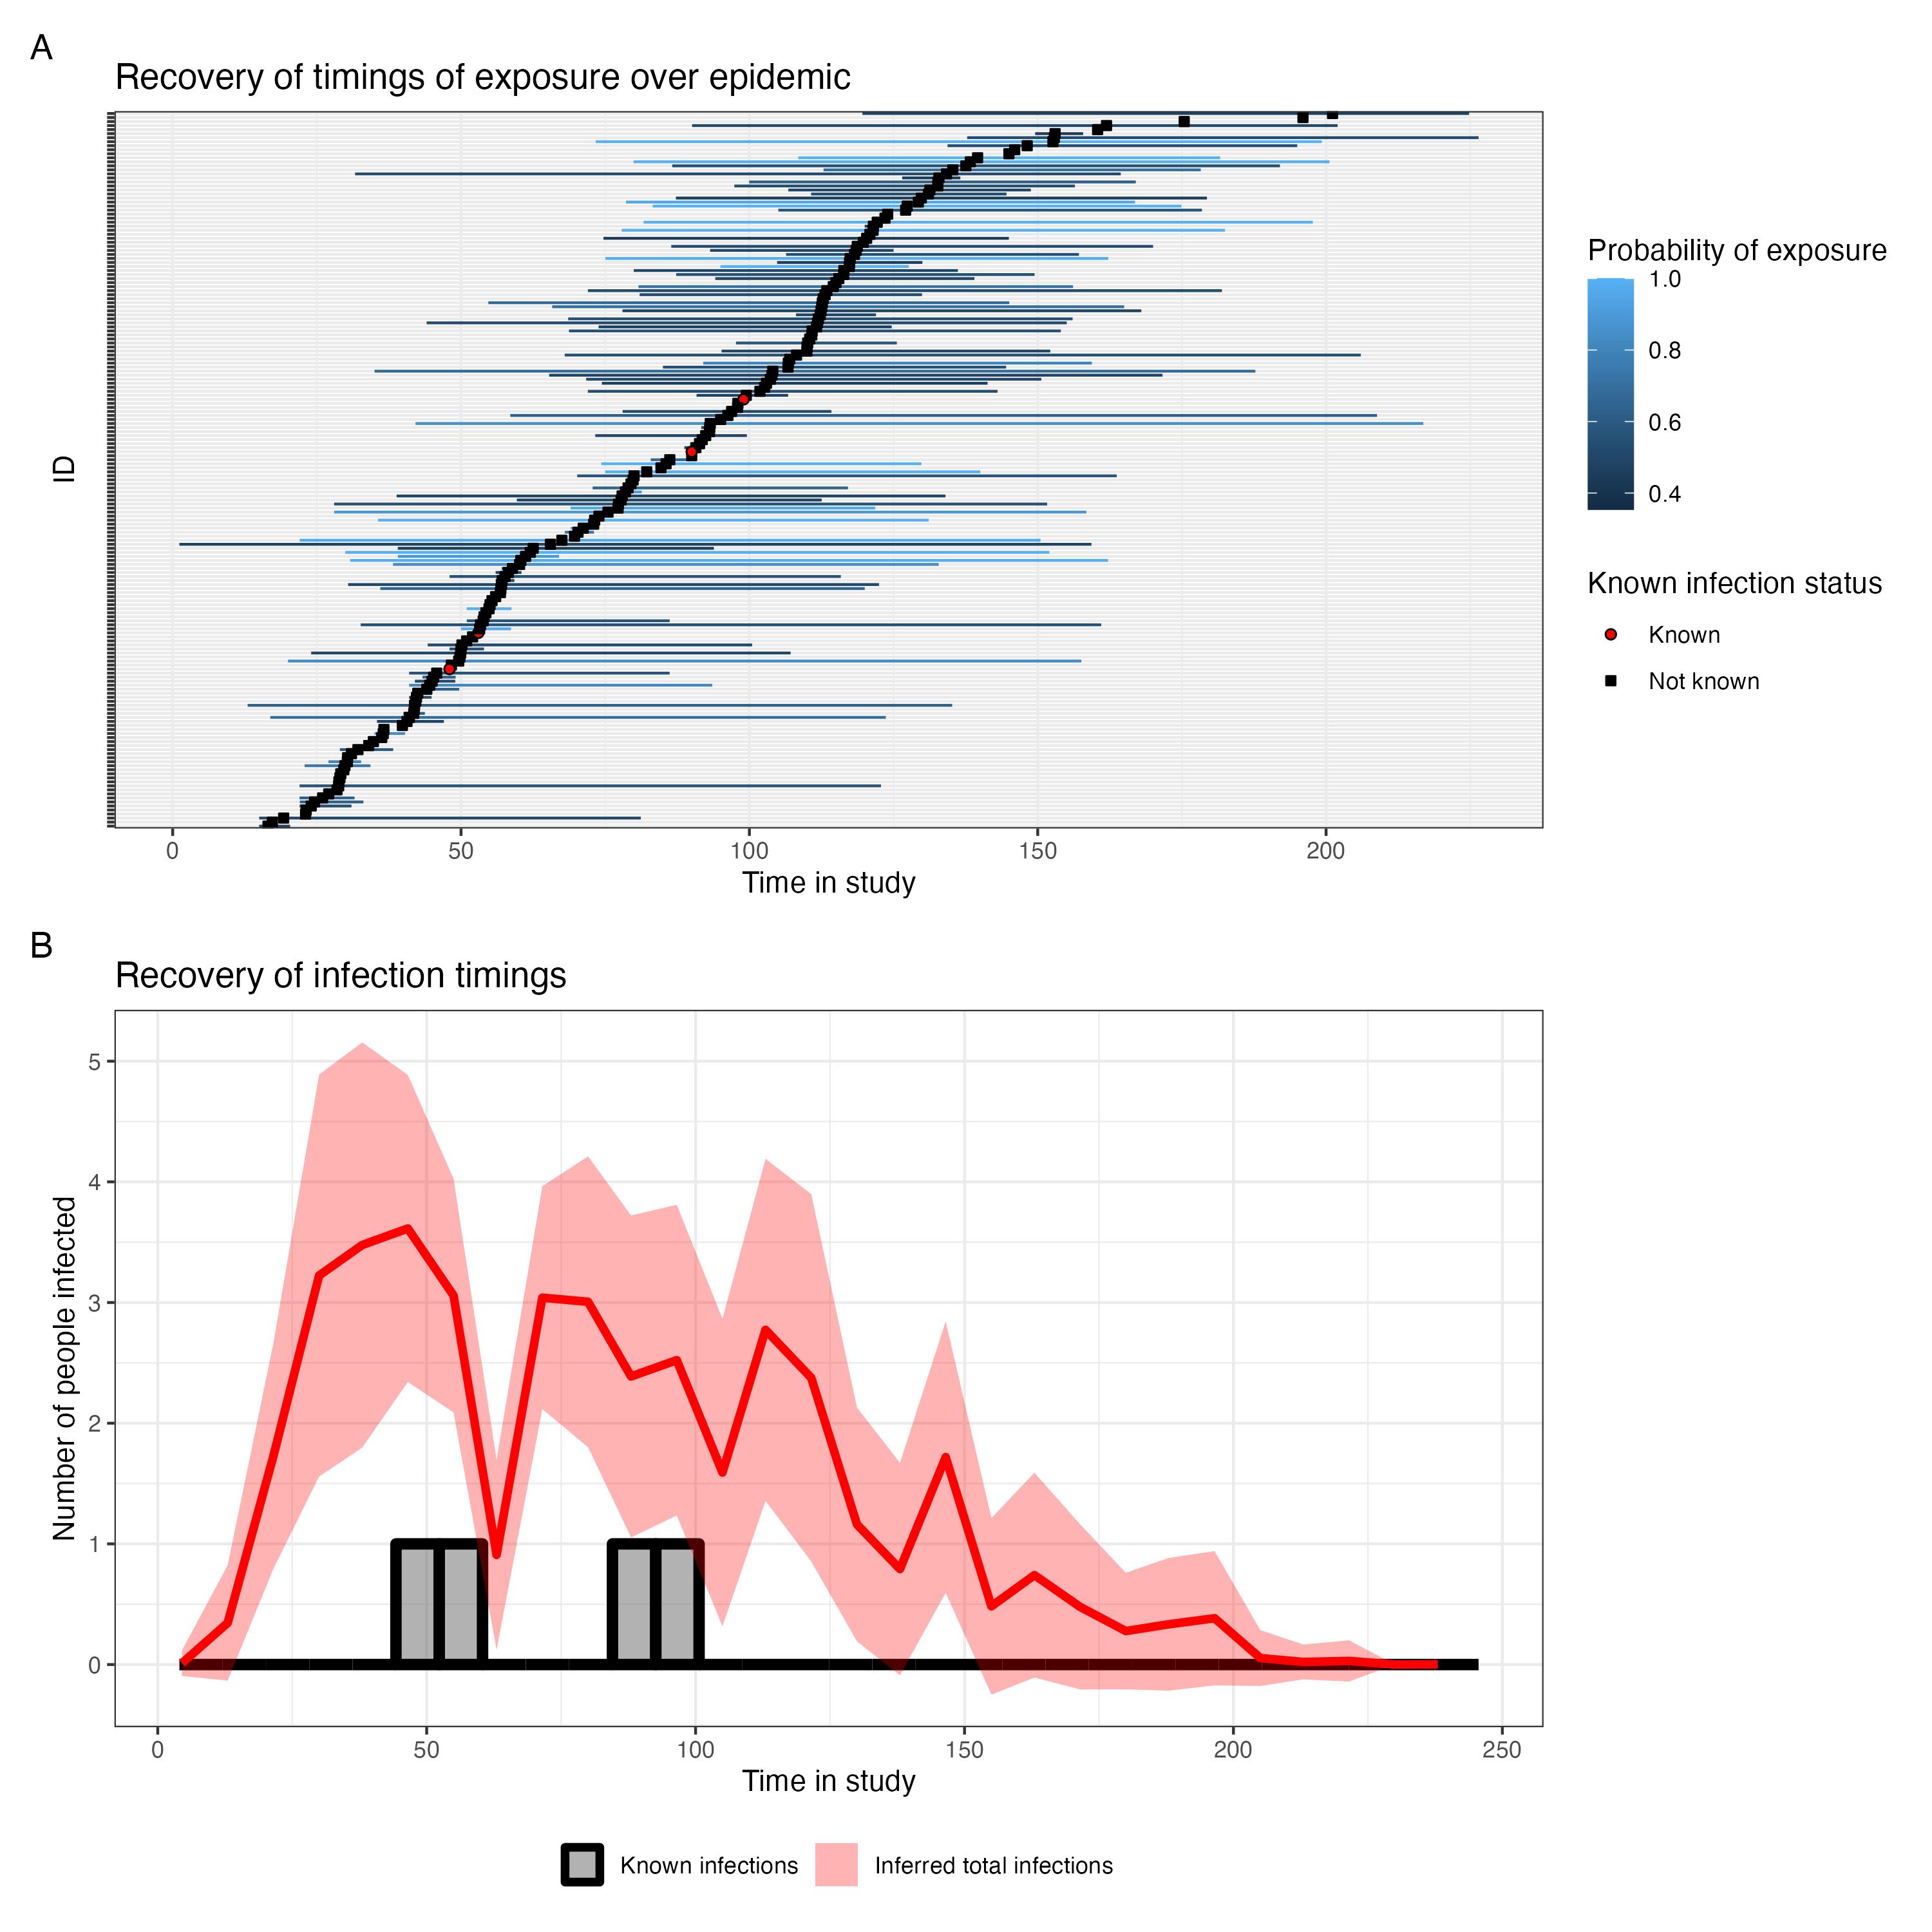 A
Recovery of timings of exposure over epidemic
ID
0 50 100 150 200
Time in study
Probability of exposure
1.0
0.8
0.6
0.4
Known infection status
Known
Not known
B
Recovery of infection timings
Number of people infected
5
4
3
2
1
0
0 50 100 150 200 250
Time in study
Known infections Inferred total infections